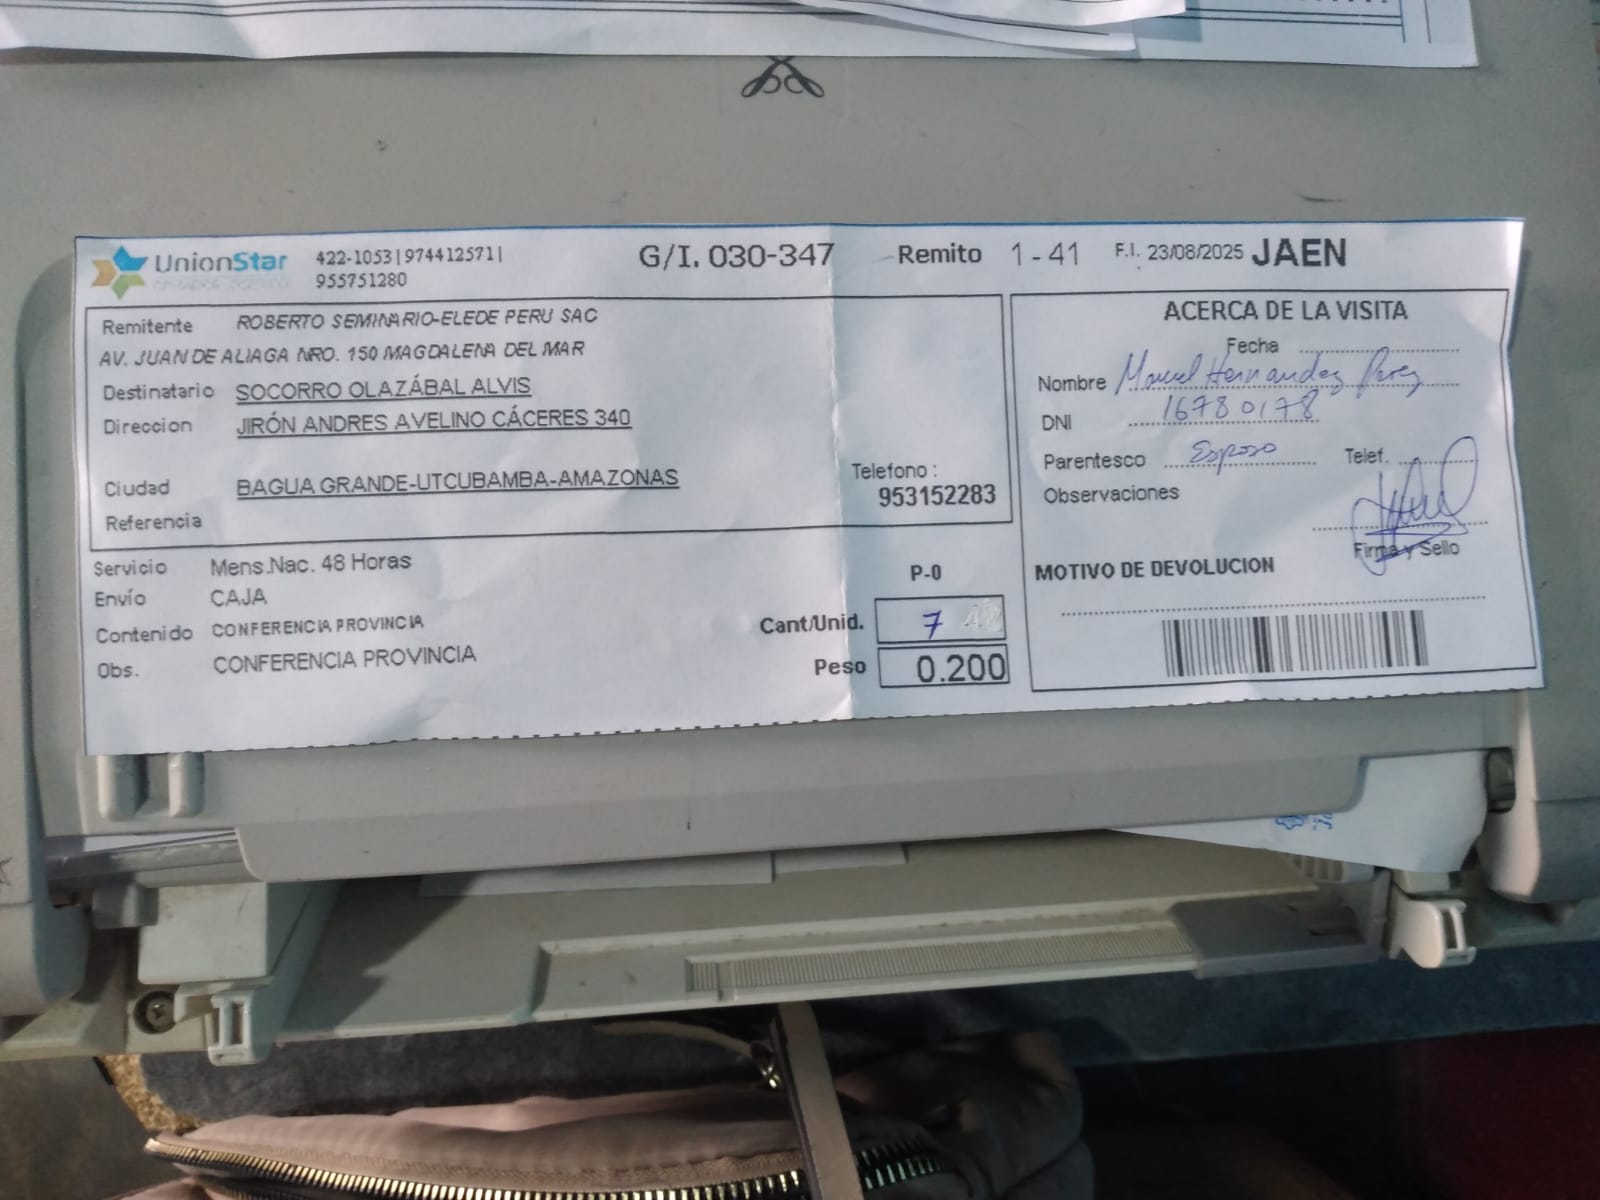 UnionStar 422-1053|974412571| G/I. 030-347 Remito 1 - 41 F.I. 23/08/2025 JAEN
955751280
Remitente ROBERTO SEMINARIO-ELEDE PERU SAC
AV. JUAN DE ALIAGA NRO. 150 MAGDALENA DEL MAR
Destinatario SOCORRO OLAZÁBAL ALVIS
Direccion JIRÓN ANDRES AVELINO CÁCERES 340
Ciudad BAGUA GRANDE-UTCUBAMBA-AMAZONAS
Telefono :
953152283
Referencia
Servicio Mens.Nac. 48 Horas
Envío CAJA
Contenido CONFERENCIA PROVINCIA
Obs. CONFERENCIA PROVINCIA
P-0
Cant/Unid. 7
Peso 0.200
ACERCA DE LA VISITA
Fecha
Nombre Manuel Hernandez Perez
DNI 16780178
Parentesco Esposo Telef.
Observaciones
Firma y Sello
MOTIVO DE DEVOLUCION